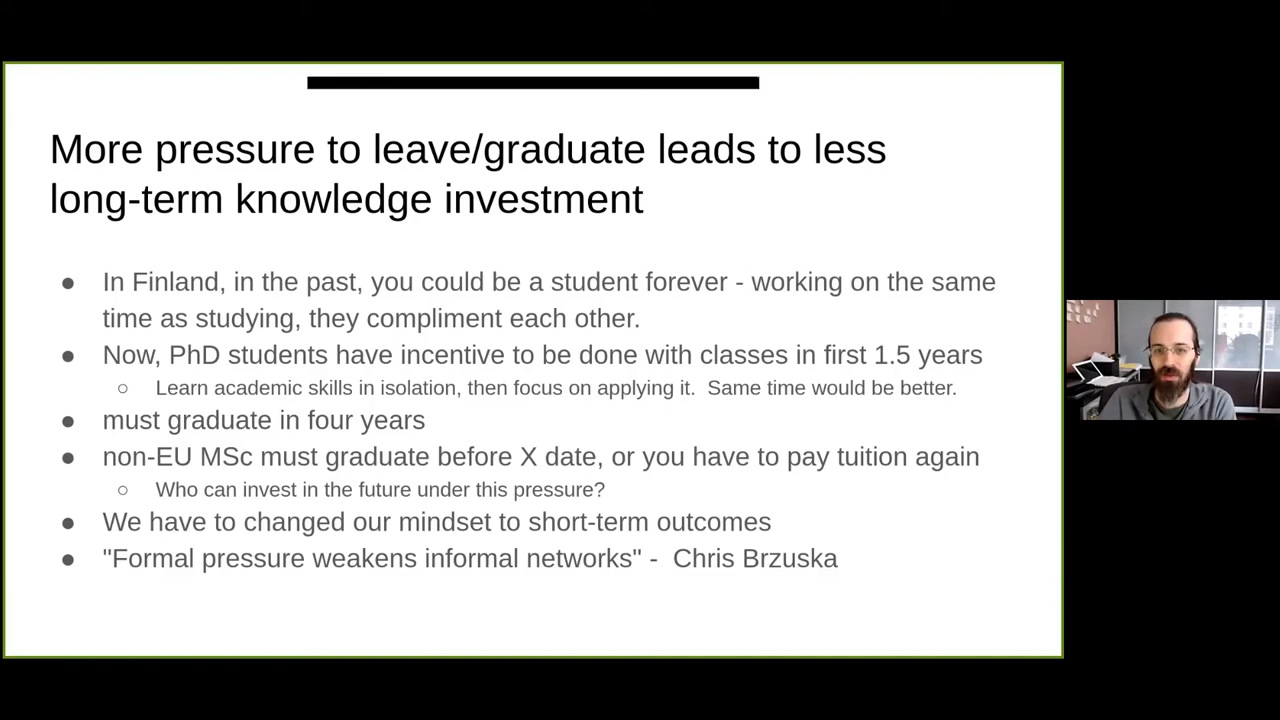 More pressure to leave/graduate leads to less
long-term knowledge investment
● In Finland, in the past, you could be a student forever - working on the same
time as studying, they compliment each other.
● Now, PhD students have incentive to be done with classes in first 1.5 years
○ Learn academic skills in isolation, then focus on applying it. Same time would be better.
● must graduate in four years
● non-EU MSc must graduate before X date, or you have to pay tuition again
○ Who can invest in the future under this pressure?
● We have to changed our mindset to short-term outcomes
● "Formal pressure weakens informal networks" - Chris Brzuska